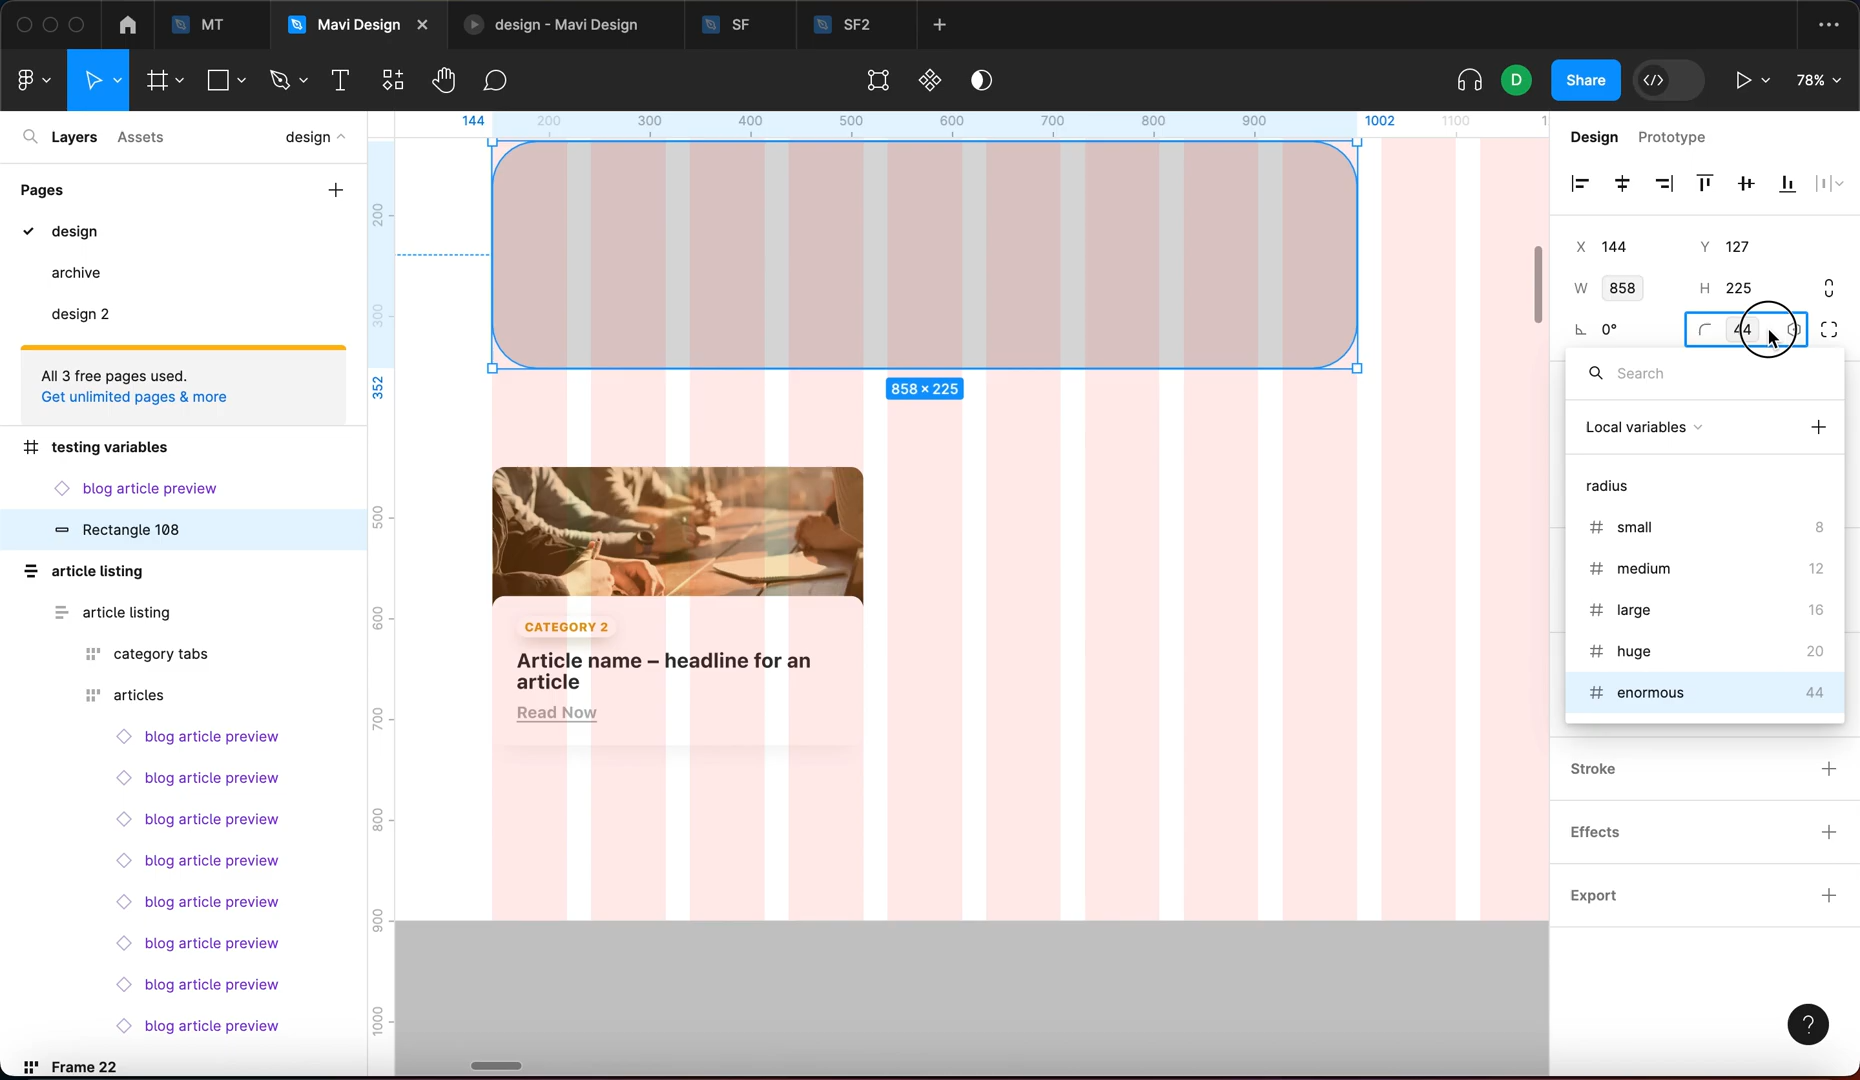 MT
Mavi Design
design - Mavi Design
SF
SF2
D
Share
78%
Layers
Assets
design
Pages
design
archive
design 2
All 3 free pages used.
Get unlimited pages & more
testing variables
blog article preview
Rectangle 108
article listing
article listing
category tabs
articles
blog article preview
blog article preview
blog article preview
blog article preview
blog article preview
blog article preview
blog article preview
blog article preview
Frame 22
144
200
300
400
500
600
700
800
900
1002
1100
1
200
300
352
500
600
700
800
900
1000
858 × 225
CATEGORY 2
Article name – headline for an
article
Read Now
Design
Prototype
X 144
Y 127
W 858
H 225
0°
44
Search
Local variables
radius
small 8
medium 12
large 16
huge 20
enormous 44
Stroke
Effects
Export
?